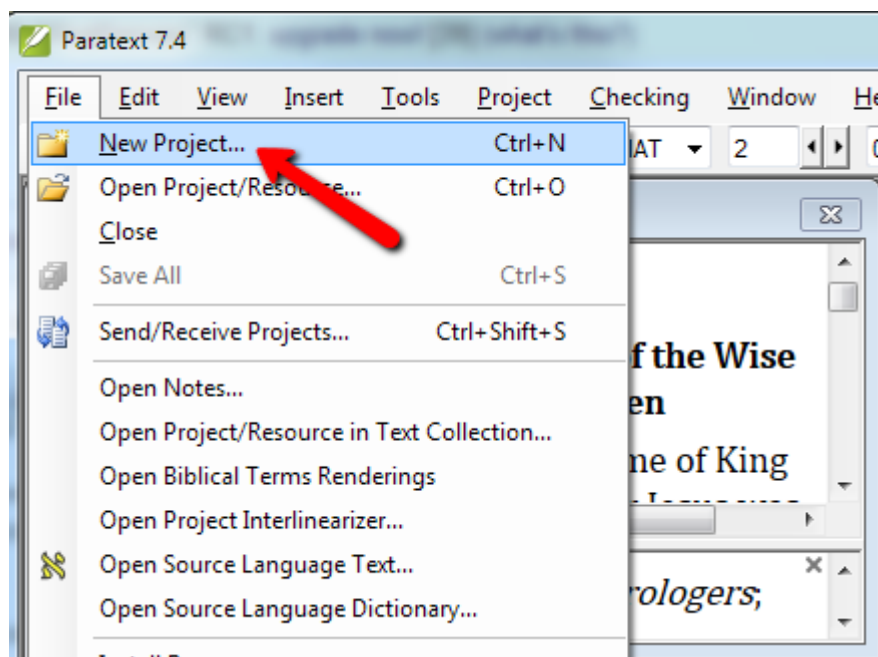 Paratext 7.4
File Edit View Insert Tools Project Checking Window He
New Project... Ctrl+N
MAT 2
Open Project/Resource... Ctrl+O
Close
Save All Ctrl+S
Send/Receive Projects... Ctrl+Shift+S
f the Wise
Open Notes...
en
Open Project/Resource in Text Collection...
me of King
Open Biblical Terms Renderings
Open Project Interlinearizer...
Open Source Language Text...
rologers;
Open Source Language Dictionary...